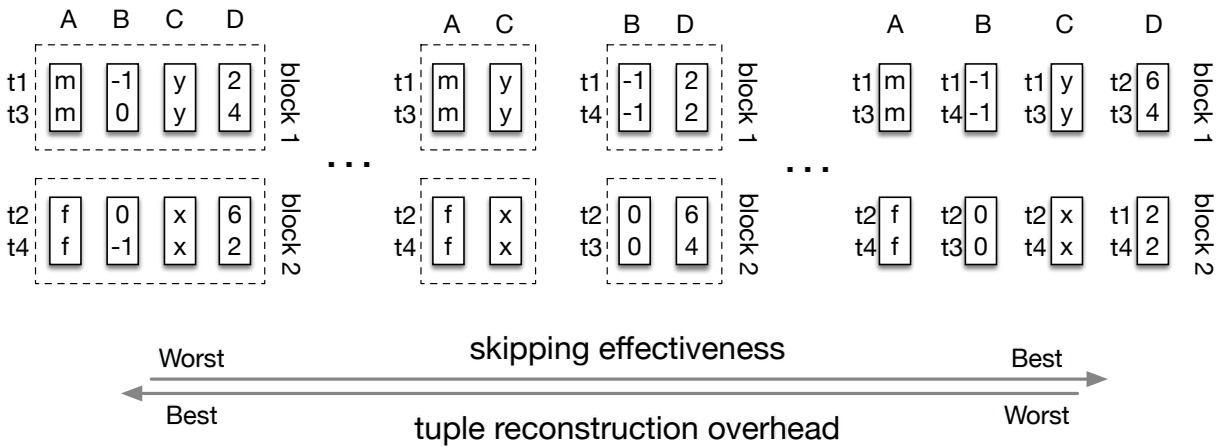 A B C D A C B D A B C D
t1 m -1 y 2 t1 m y t1 -1 2 t1 m t1 -1 t1 y t2 6
t3 m 0 y 4 t3 m y t4 -1 2 t3 m t4 -1 t3 y t3 4
block 1 block 1 block 1
... ...
t2 f 0 x 6 t2 f x t2 0 6 t2 f t2 0 t2 x t1 2
t4 f -1 x 2 t4 f x t3 0 4 t4 f t3 0 t4 x t4 2
block 2 block 2 block 2
Worst skipping effectiveness Best
Best tuple reconstruction overhead Worst